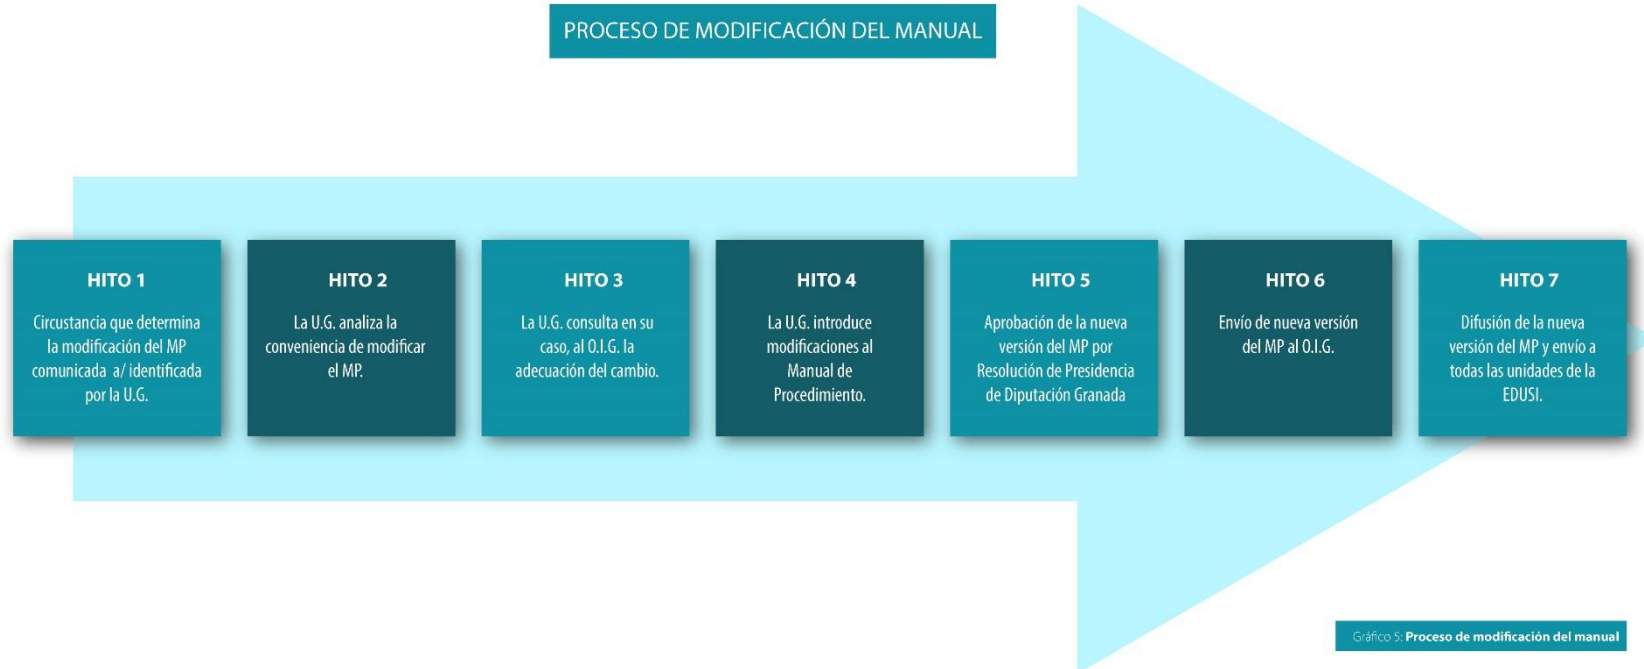 PROCESO DE MODIFICACIÓN DEL MANUAL
HITO 1
Circustancia que determina
la modificación del MP
comunicada a/ identificada
por la U.G.
HITO 2
La U.G. analiza la
conveniencia de modificar
el MP.
HITO 3
La U.G. consulta en su
caso, al O.I.G. la
adecuación del cambio.
HITO 4
La U.G. introduce
modificaciones al
Manual de
Procedimiento.
HITO 5
Aprobación de la nueva
versión del MP por
Resolución de Presidencia
de Diputación Granada
HITO 6
Envío de nueva versión
del MP al O.I.G.
HITO 7
Difusión de la nueva
versión del MP y envío a
todas las unidades de la
EDUSI.
Gráfico 5: Proceso de modificación del manual